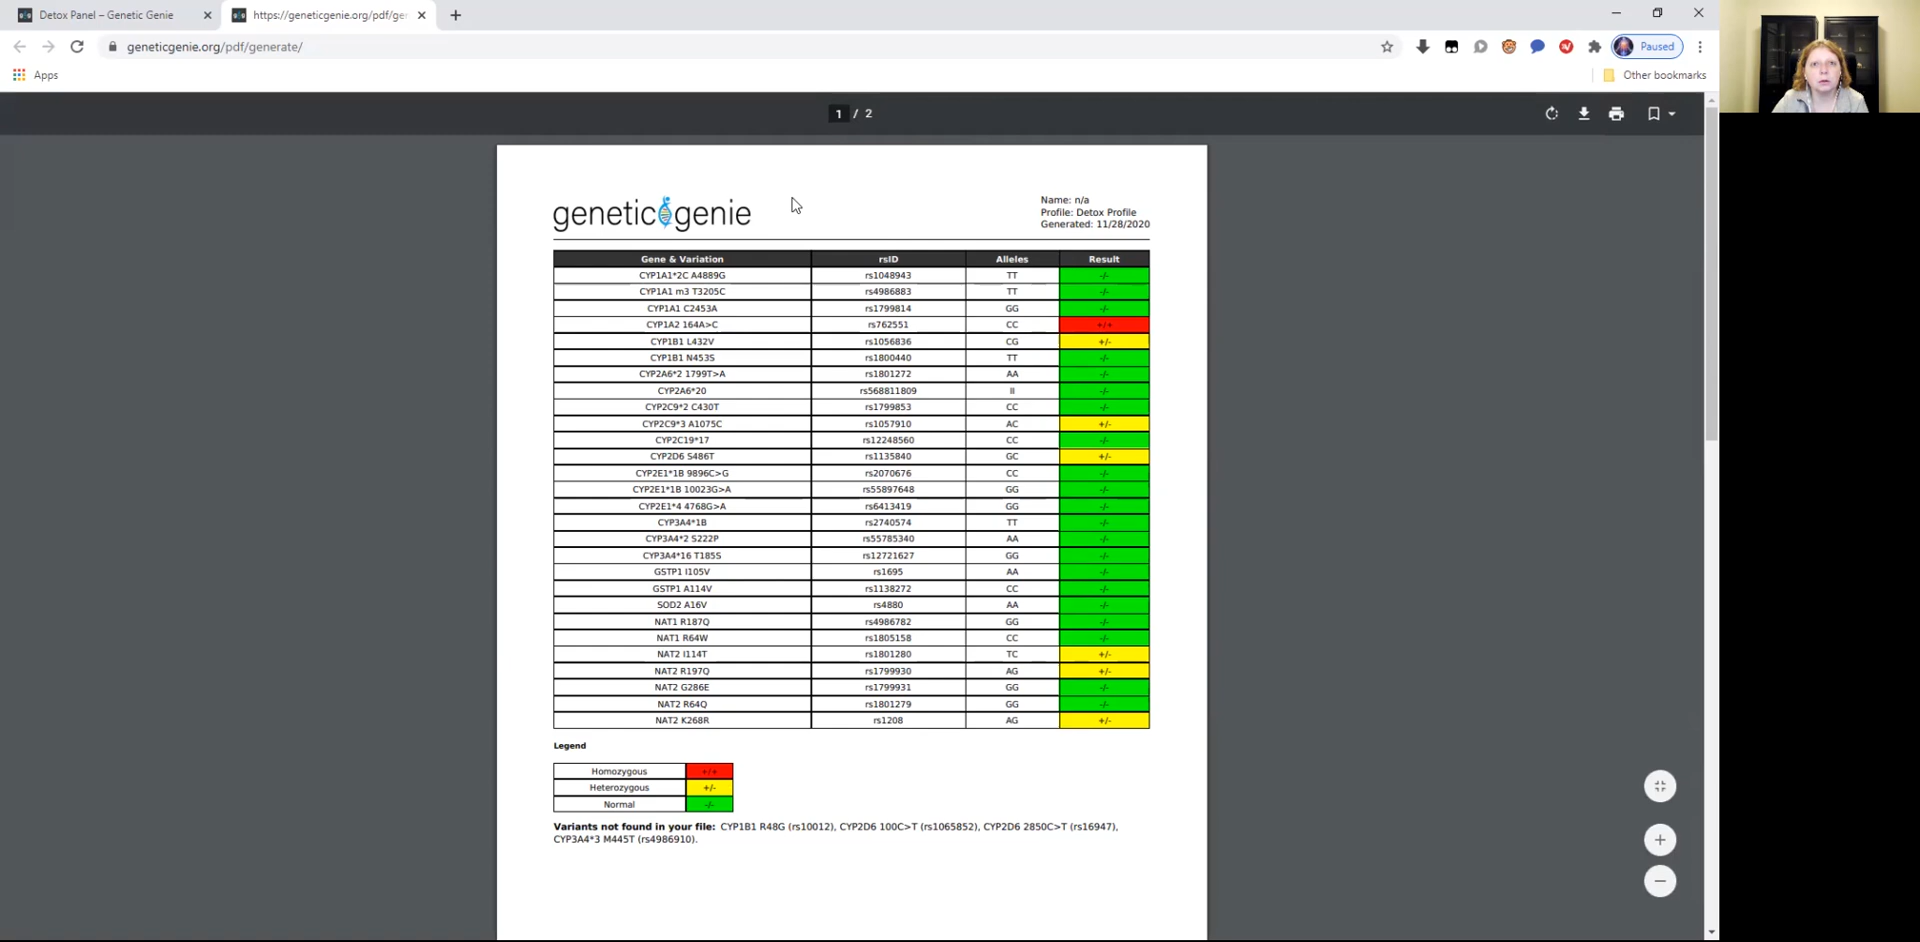 Detox Panel – Genetic Genie
https://geneticgenie.org/pdf/ger
geneticgenie.org/pdf/generate/
Paused
Apps
Other bookmarks
1 / 2
genetic genie
Name: n/a
Profile: Detox Profile
Generated: 11/28/2020
Gene & Variation rsID Alleles Result
CYP1A1*2C A4889G rs1048943 TT -/-
CYP1A1 m3 T3205C rs4986883 TT -/-
CYP1A1 C2453A rs1799814 GG -/-
CYP1A2 164A>C rs762551 CC +/+
CYP1B1 L432V rs1056836 CG +/-
CYP1B1 N453S rs1800440 TT -/-
CYP2A6*2 1799T>A rs1801272 AA -/-
CYP2A6*20 rs568811809 II -/-
CYP2C9*2 C430T rs1799853 CC -/-
CYP2C9*3 A1075C rs1057910 AC +/-
CYP2C19*17 rs12248560 CC -/-
CYP2D6 S486T rs1135840 GC +/-
CYP2E1*1B 9896C>G rs2070676 CC -/-
CYP2E1*1B 10023G>A rs55897648 GG -/-
CYP2E1*4 4768G>A rs6413419 GG -/-
CYP3A4*1B rs2740574 TT -/-
CYP3A4*2 S222P rs55785340 AA -/-
CYP3A4*16 T185S rs12721627 GG -/-
GSTP1 I105V rs1695 AA -/-
GSTP1 A114V rs1138272 CC -/-
SOD2 A16V rs4880 AA -/-
NAT1 R187Q rs4986782 GG -/-
NAT1 R64W rs1805158 CC -/-
NAT2 I114T rs1801280 TC +/-
NAT2 R197Q rs1799930 AG +/-
NAT2 G286E rs1799931 GG -/-
NAT2 R64Q rs1801279 GG -/-
NAT2 K268R rs1208 AG +/-
Legend
Homozygous +/+
Heterozygous +/-
Normal -/-
Variants not found in your file: CYP1B1 R48G (rs10012), CYP2D6 100C>T (rs1065852), CYP2D6 2850C>T (rs16947),
CYP3A4*3 M445T (rs4986910).